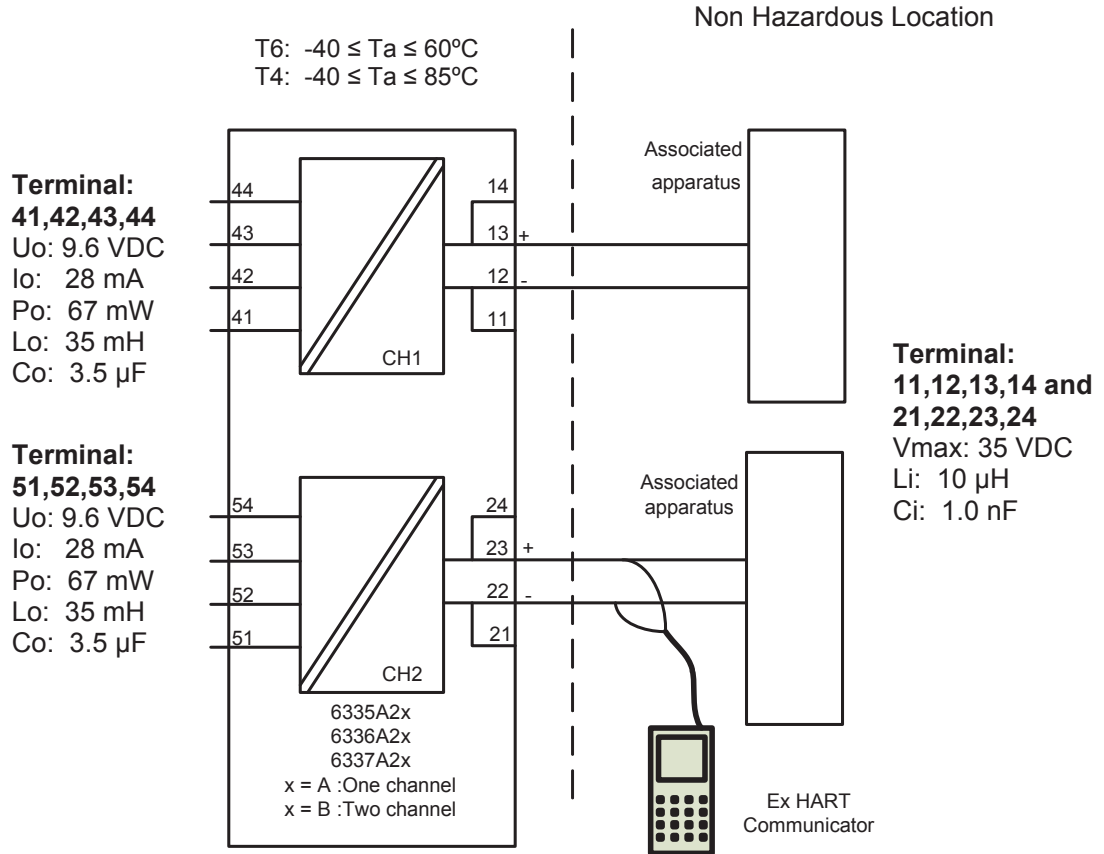 Non Hazardous Location
T6: -40 ≤ Ta ≤ 60ºC
T4: -40 ≤ Ta ≤ 85ºC
Terminal:
41,42,43,44
Uo: 9.6 VDC
Io: 28 mA
Po: 67 mW
Lo: 35 mH
Co: 3.5 µF
44
43
42
41
CH1
14
13 +
12 -
11
Associated
apparatus
Terminal:
11,12,13,14 and
21,22,23,24
Vmax: 35 VDC
Li: 10 µH
Ci: 1.0 nF
Terminal:
51,52,53,54
Uo: 9.6 VDC
Io: 28 mA
Po: 67 mW
Lo: 35 mH
Co: 3.5 µF
54
53
52
51
CH2
24
23 +
22 -
21
Associated
apparatus
6335A2x
6336A2x
6337A2x
x = A :One channel
x = B :Two channel
Ex HART
Communicator